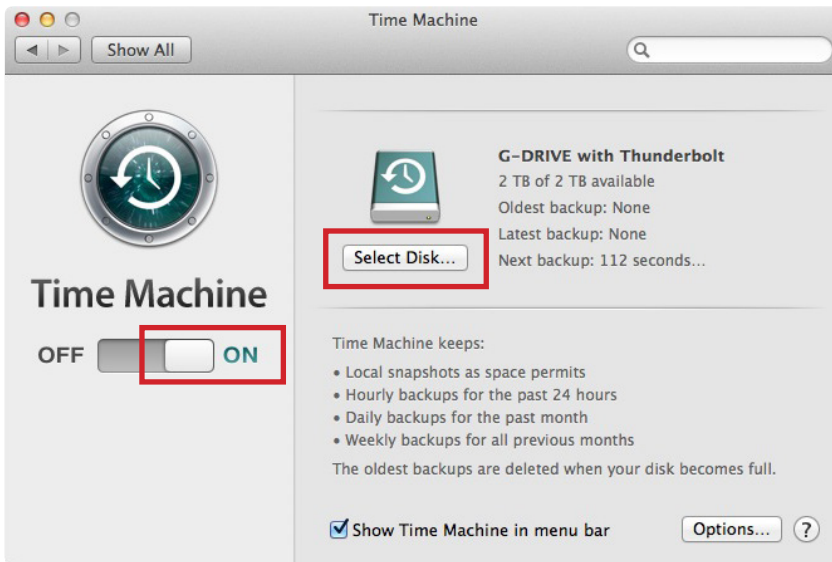 Time Machine
Show All
G-DRIVE with Thunderbolt
2 TB of 2 TB available
Oldest backup: None
Latest backup: None
Next backup: 112 seconds...
Select Disk...
Time Machine
OFF ON
Time Machine keeps:
• Local snapshots as space permits
• Hourly backups for the past 24 hours
• Daily backups for the past month
• Weekly backups for all previous months
The oldest backups are deleted when your disk becomes full.
Show Time Machine in menu bar
Options... ?